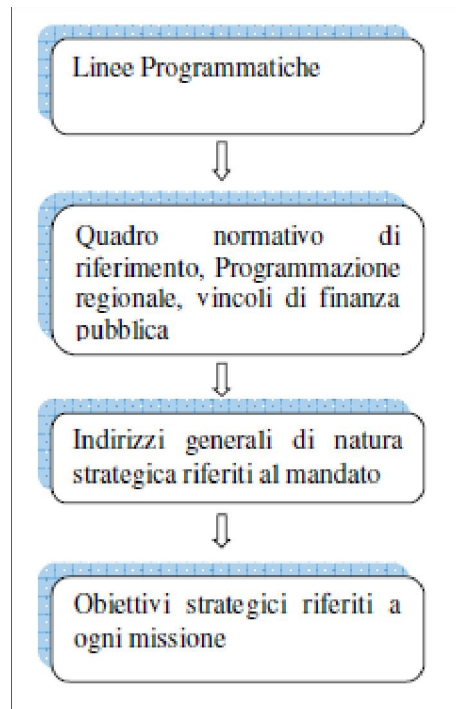 Linee Programmatiche
Quadro normativo di
riferimento, Programmazione
regionale, vincoli di finanza
pubblica
Indirizzi generali di natura
strategica riferiti al mandato
Obiettivi strategici riferiti a
ogni missione